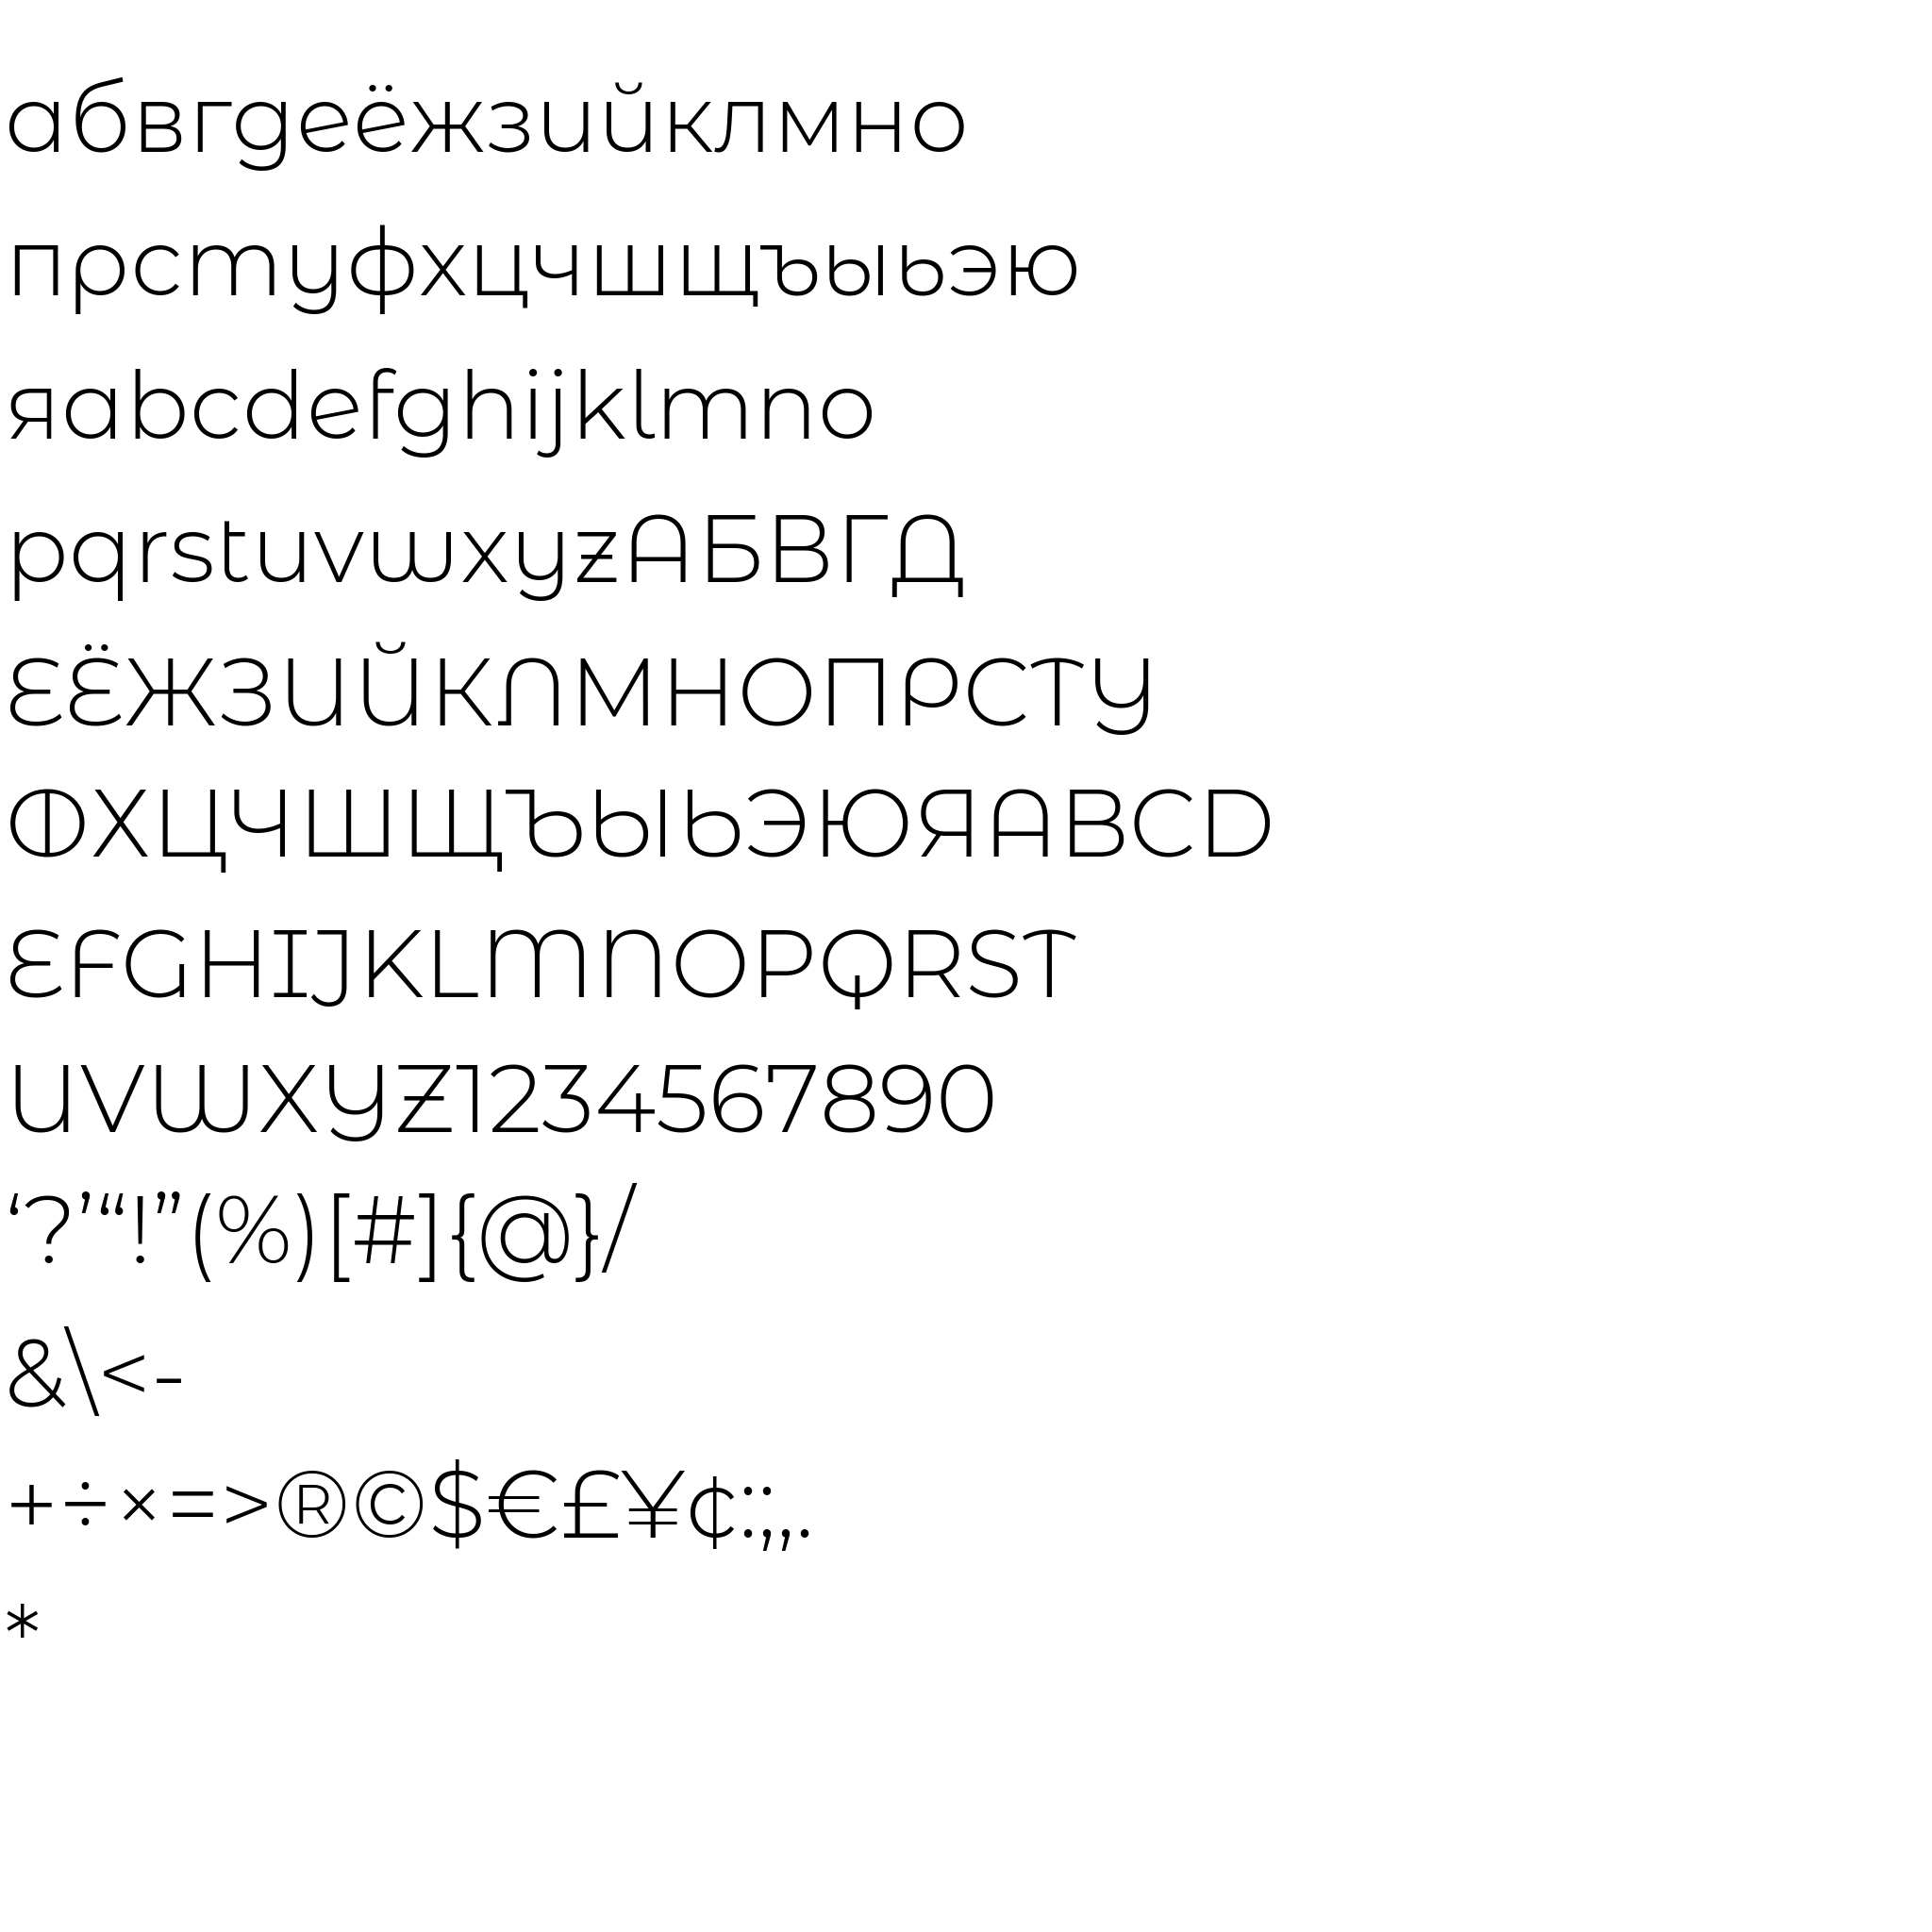 абвгдеёжзийклмно
прстуфхцчшщъыьэю
яabcdefghijklmno
pqrstuvwxyzАБВГД
ЕЁЖЗИЙКЛМНОПРСТУ
ФХЦЧШЩЪЫЬЭЮЯABCD
EFGHIJKLMNOPQRST
UVWXYZ1234567890
‘?’“!”(%)[#]{@}/
&\<-
+÷×=>®©$€£¥¢:;,.
*